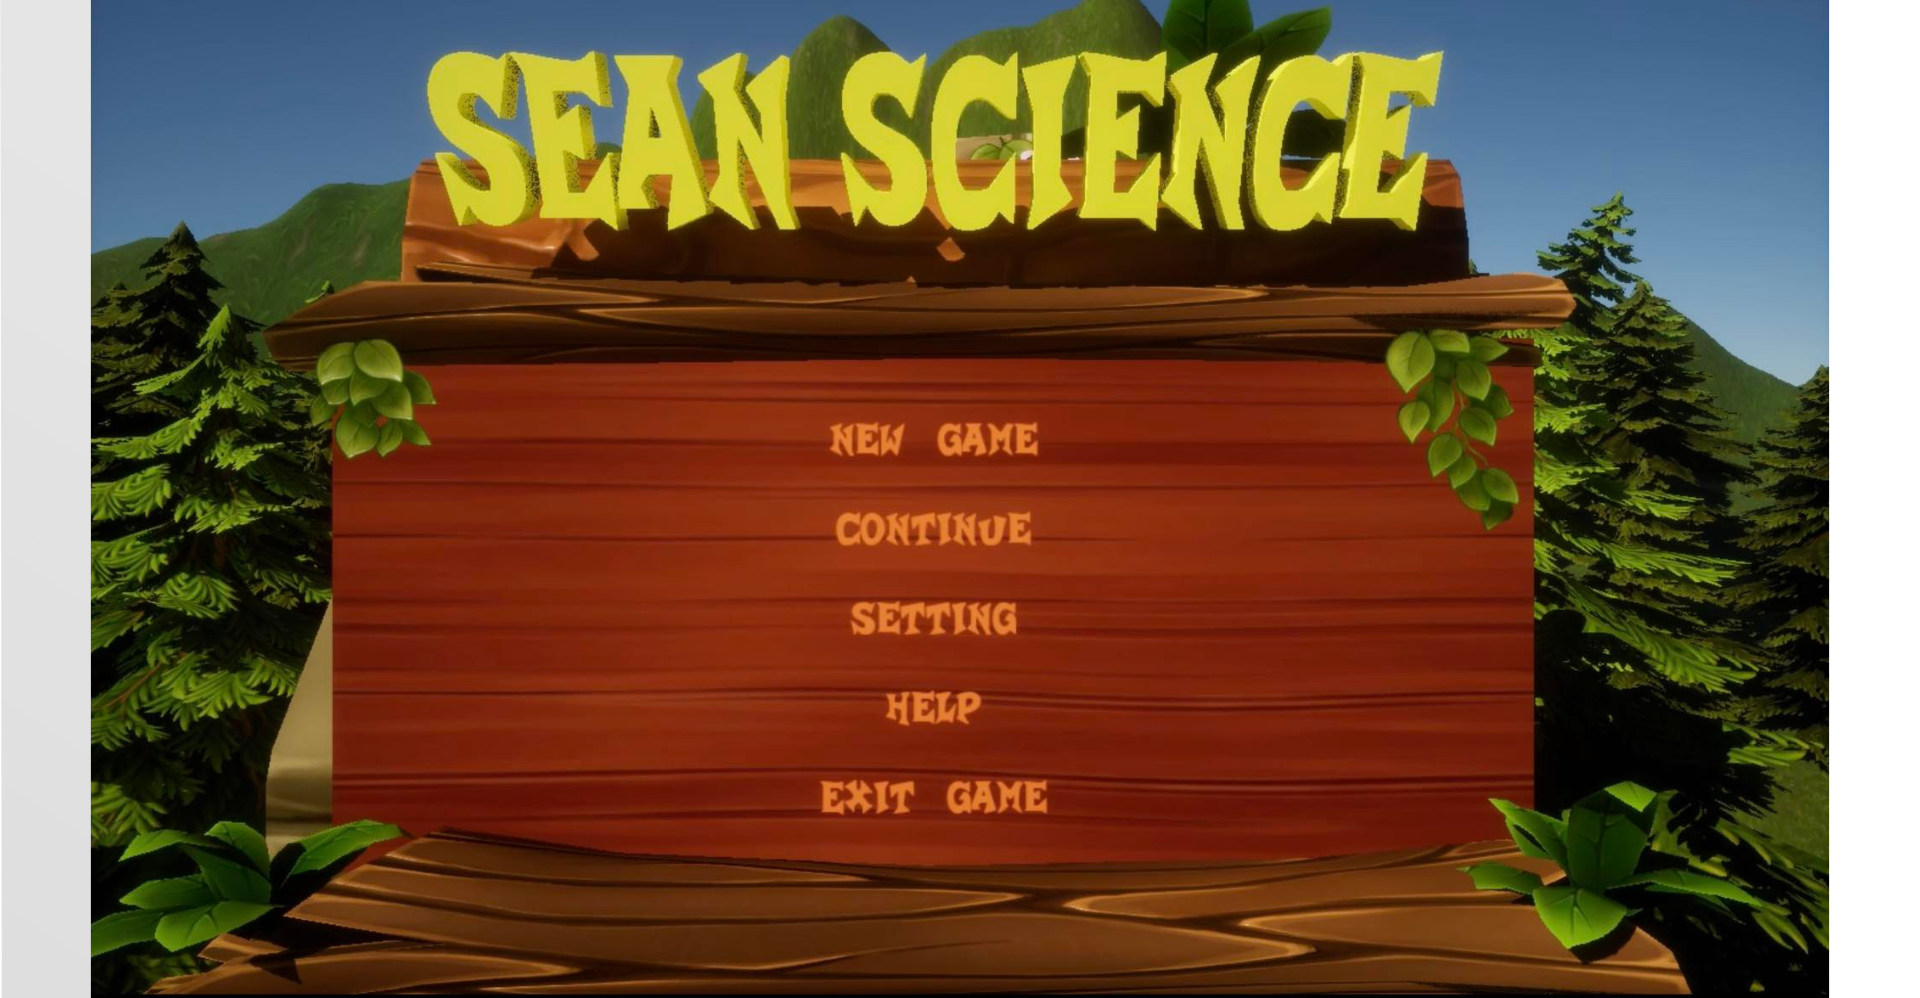 SEAN SCIENCE
NEW GAME
CONTINUE
SETTING
HELP
EXIT GAME